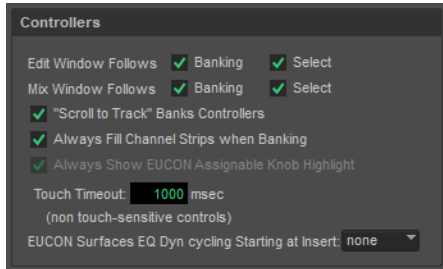 Controllers
Edit Window Follows Banking Select
Mix Window Follows Banking Select
"Scroll to Track" Banks Controllers
Always Fill Channel Strips when Banking
Always Show EUCON Assignable Knob Highlight
Touch Timeout: 1000 msec
(non touch-sensitive controls)
EUCON Surfaces EQ Dyn cycling Starting at Insert: none